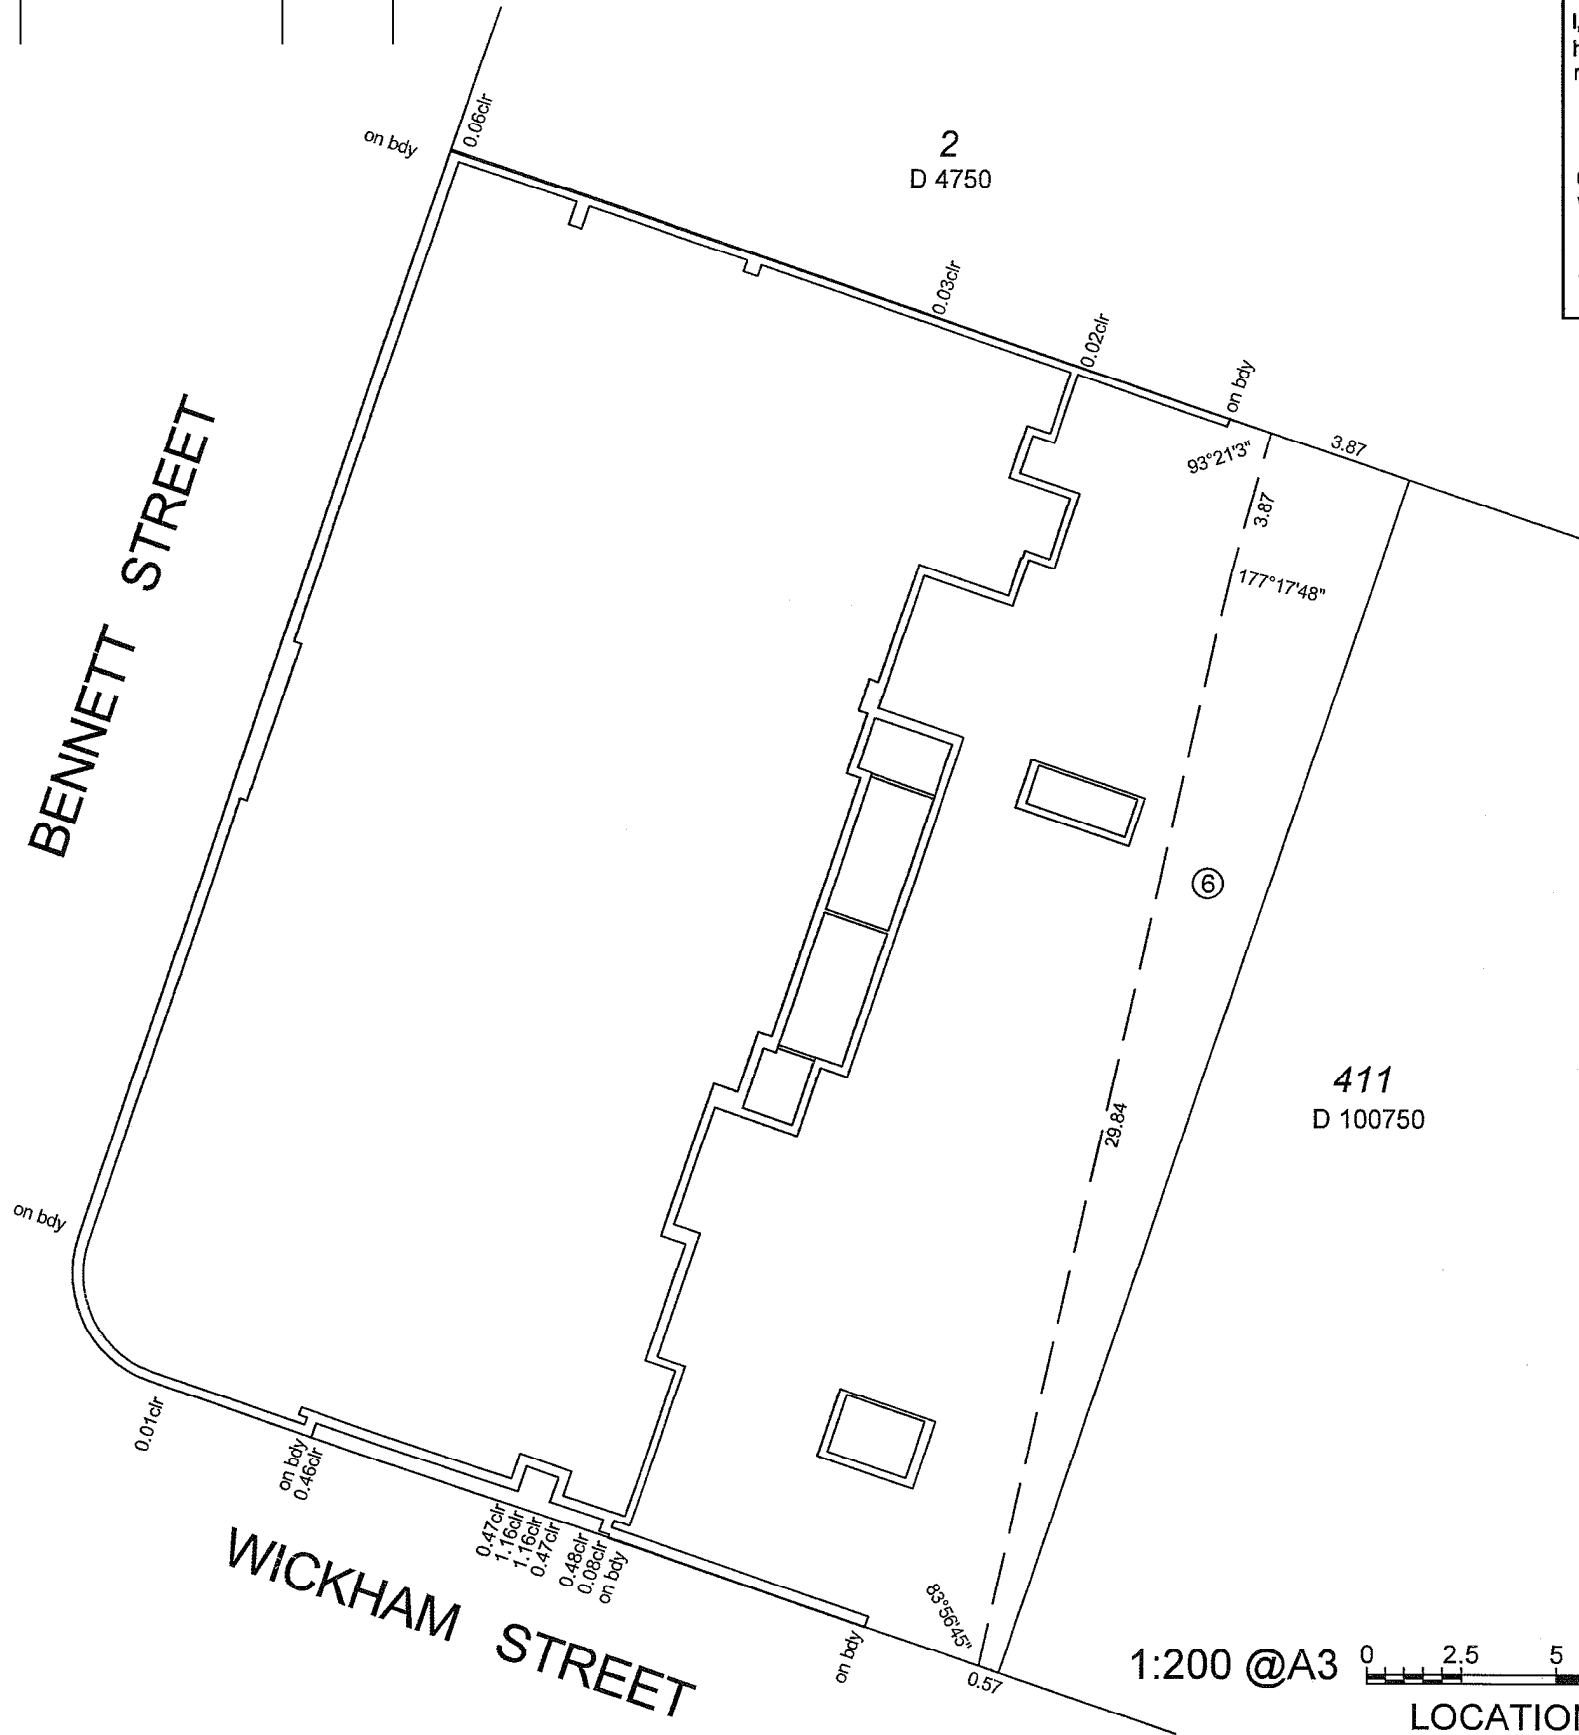 0.06clr
on bdy
2
D 4750
0.03clr
0.02clr
on bdy
93°21'3"
3.87
3.87
177°17'48"
BENNETT STREET
6
411
D 100750
29.84
on bdy
0.01clr
on bdy
0.46clr
0.47clr
1.16clr
1.16clr
0.47clr
0.48clr
0.08clr
on bdy
WICKHAM STREET
83°56'45"
on bdy
0.57
1:200 @A3
0 2.5 5
LOCATION